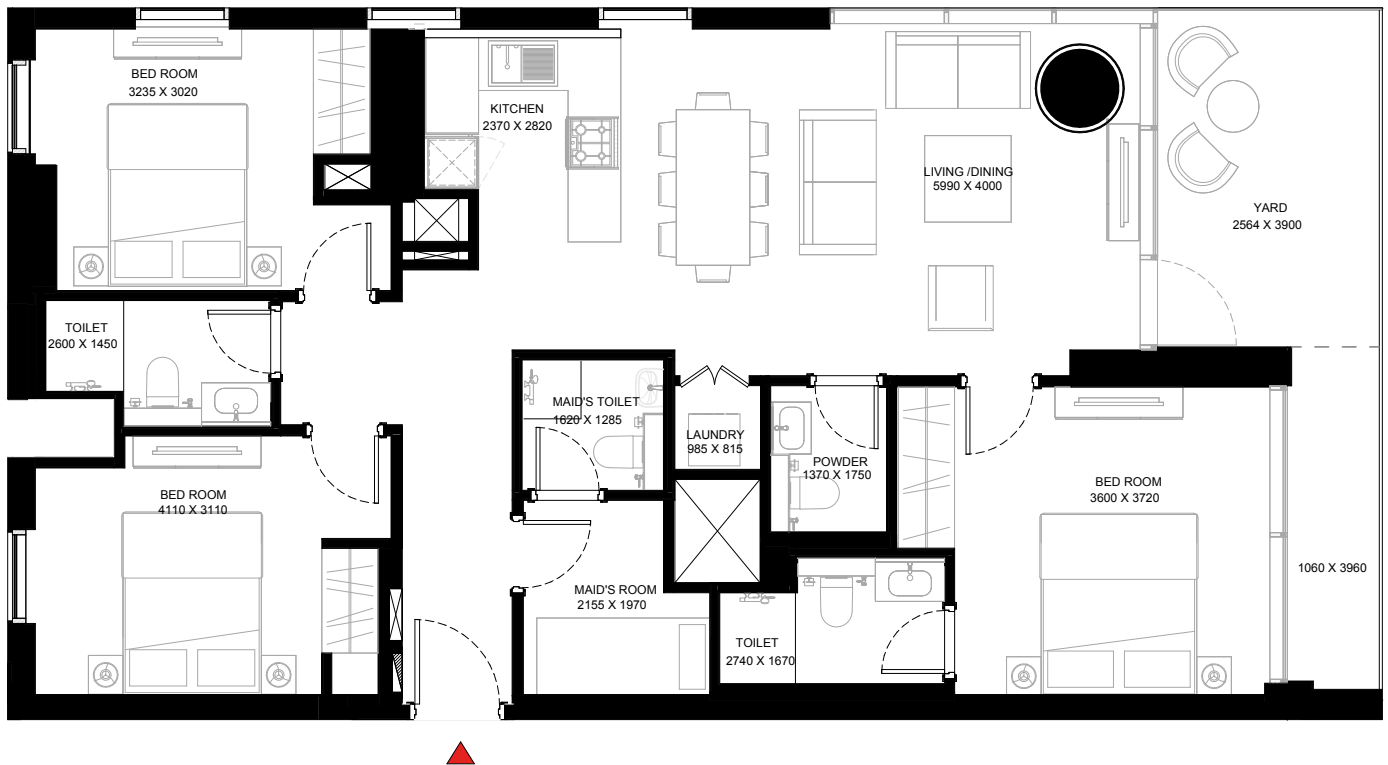 BED ROOM
3235 X 3020
KITCHEN
2370 X 2820
LIVING /DINING
5990 X 4000
YARD
2564 X 3900
TOILET
2600 X 1450
MAID'S TOILET
1620 X 1285
LAUNDRY
985 X 815
POWDER
1370 X 1750
BED ROOM
4110 X 3110
BED ROOM
3600 X 3720
1060 X 3960
MAID'S ROOM
2155 X 1970
TOILET
2740 X 1670